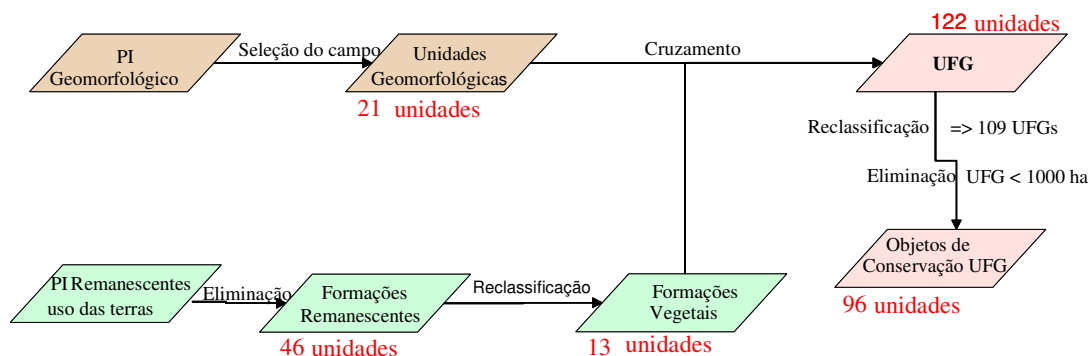 122 unidades
PI
Geomorfológico
Seleção do campo
Unidades
Geomorfológicas
21 unidades
Cruzamento
UFG
Reclassificação => 109 UFGs
Eliminação UFG < 1000 ha
Objetos de
Conservação UFG
96 unidades
PI Remanescentes
uso das terras
Eliminação
Formações
Remanescentes
46 unidades
Reclassificação
Formações
Vegetais
13 unidades